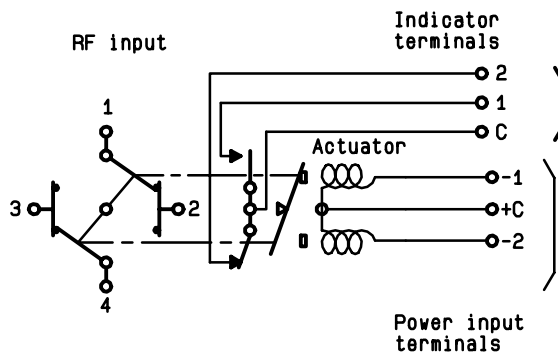 Indicator
terminals
RF input
2
1
C
1
Actuator
3
2
-1
+C
-2
4
Power input
terminals